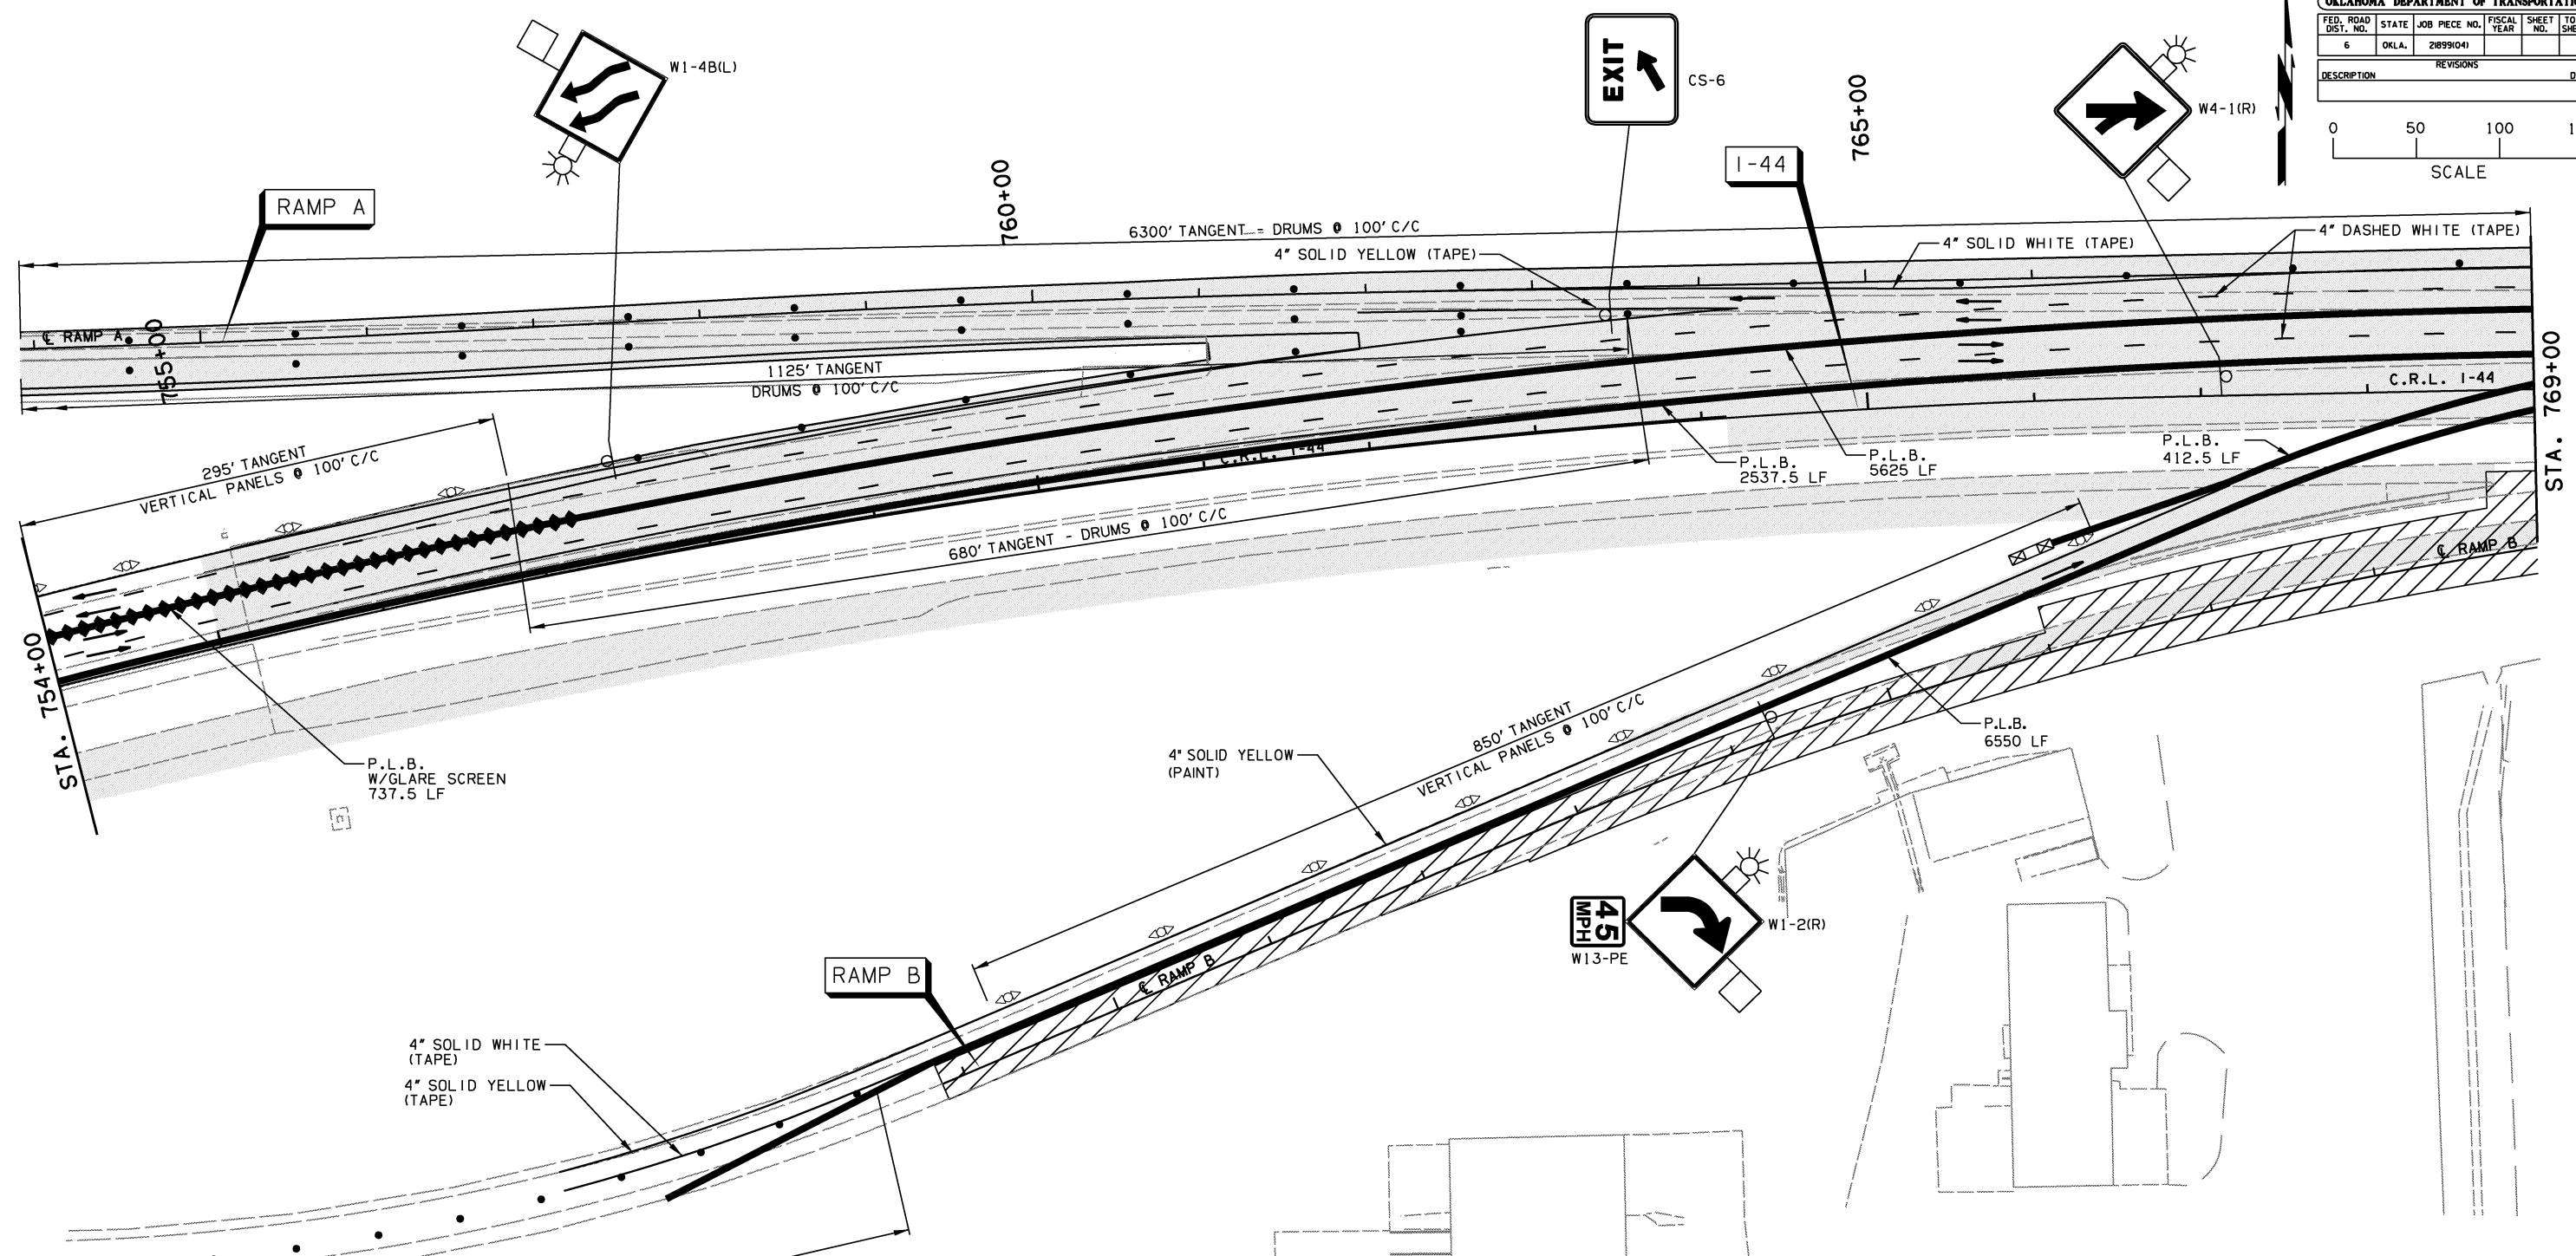 OKLAHOMA DEPARTMENT OF
FED. ROAD DIST. NO. STATE JOB PIECE NO. FISCAL YEAR SHEET NO.
6 OKLA. 21899(04)
REVISIONS
DESCRIPTION
0 50 100
SCALE
W1-4B(L)
EXIT
CS-6
W4-1(R)
765+00
I-44
RAMP A
760+00
6300' TANGENT - DRUMS @ 100' C/C
4" SOLID YELLOW (TAPE)
4" SOLID WHITE (TAPE)
4" DASHED WHITE (TAPE)
℄ RAMP A
755+00
1125' TANGENT
DRUMS @ 100' C/C
C.R.L. I-44
STA. 769+00
295' TANGENT
VERTICAL PANELS @ 100' C/C
C.R.L. I-44
P.L.B.
2537.5 LF
P.L.B.
5625 LF
P.L.B.
412.5 LF
680' TANGENT - DRUMS @ 100' C/C
℄ RAMP B
STA. 754+00
P.L.B.
W/GLARE SCREEN
737.5 LF
4" SOLID YELLOW
(PAINT)
850' TANGENT
VERTICAL PANELS @ 100' C/C
P.L.B.
6550 LF
45
MPH
W13-PE
W1-2(R)
RAMP B
℄ RAMP B
4" SOLID WHITE
(TAPE)
4" SOLID YELLOW
(TAPE)